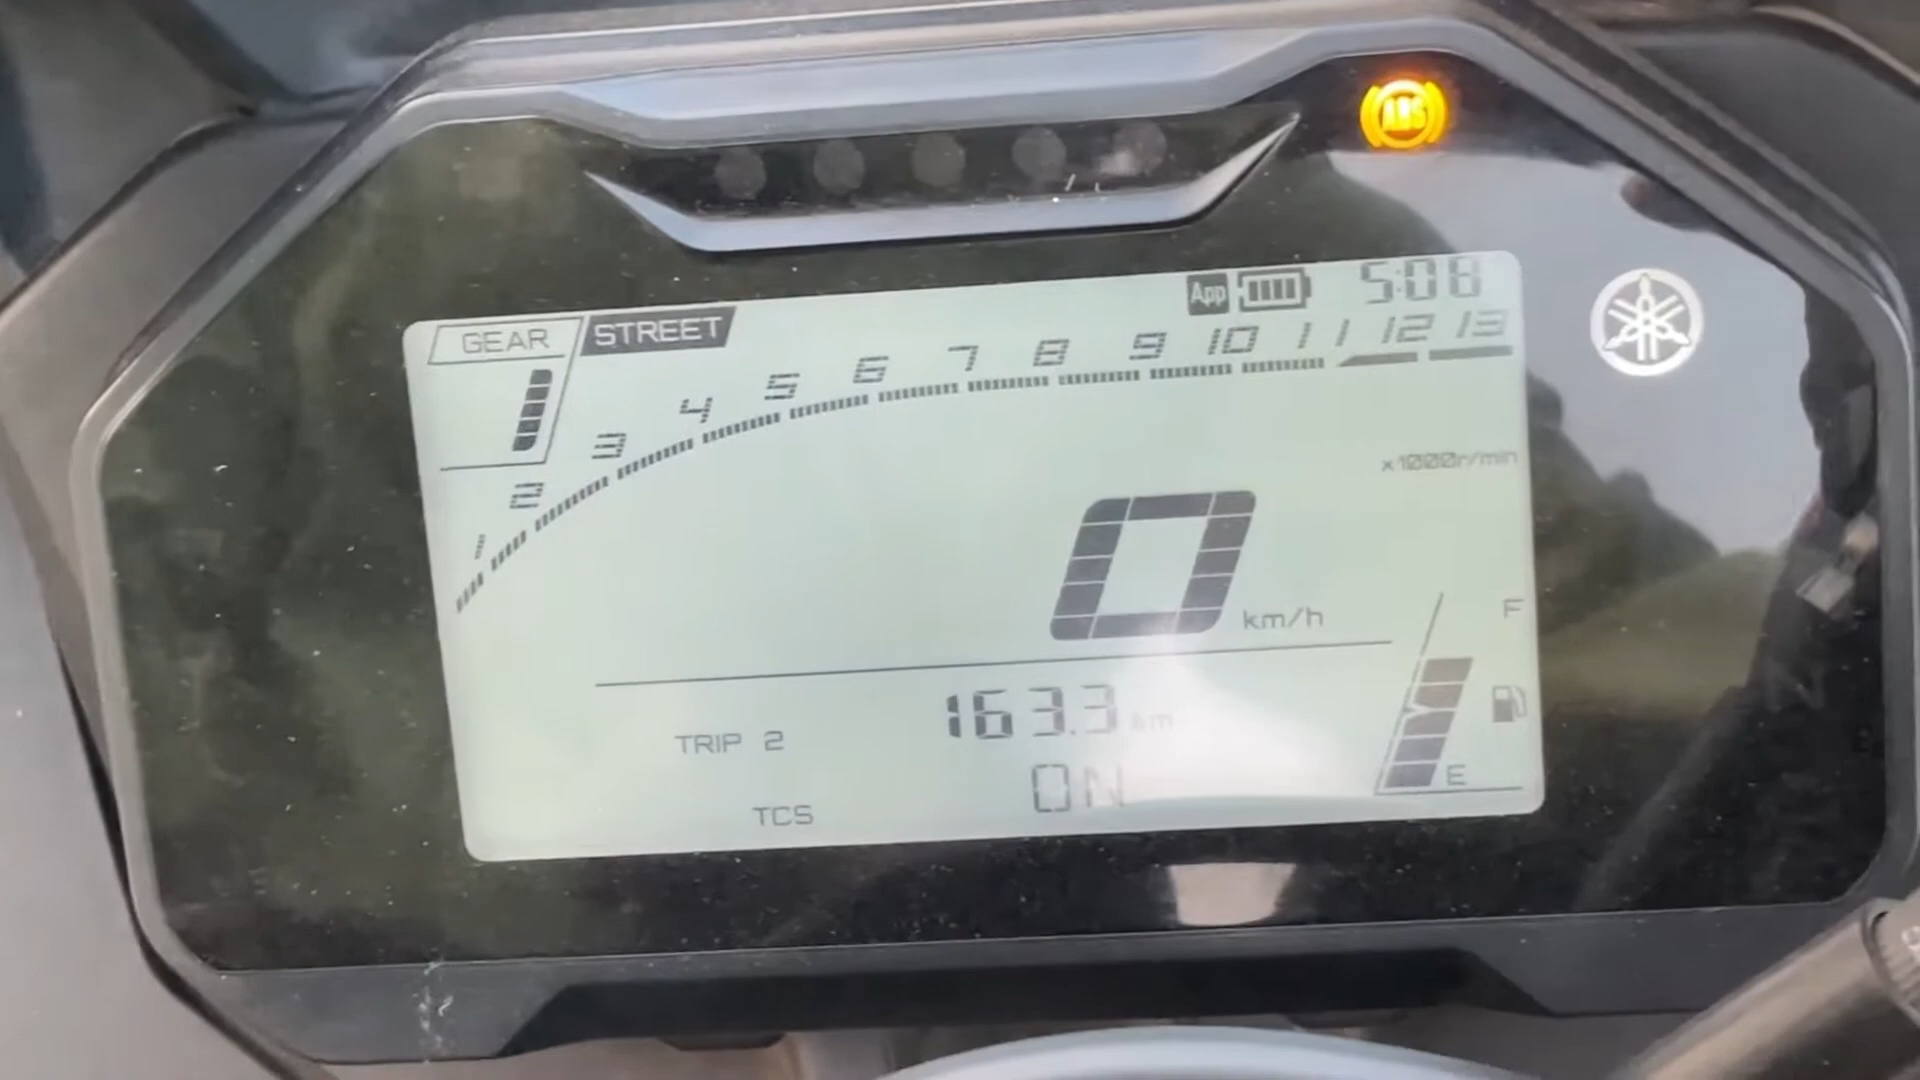 ABS
App 5:08
GEAR STREET
1
1 2 3 4 5 6 7 8 9 10 11 12 13
x1000r/min
0 km/h
F
TRIP 2 163.3 km
E
TCS ON